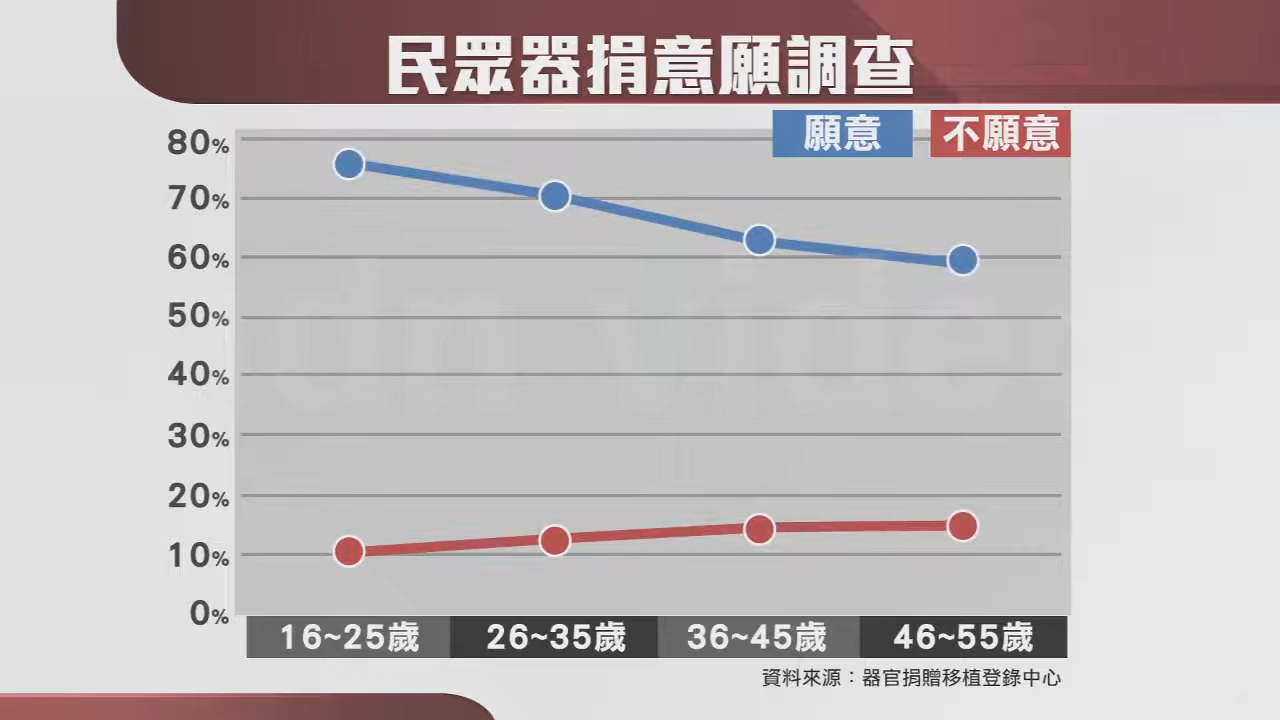 民眾器捐意願調查
願意 不願意
80%
70%
60%
50%
40%
30%
20%
10%
0%
16~25歲 26~35歲 36~45歲 46~55歲
資料來源：器官捐贈移植登錄中心